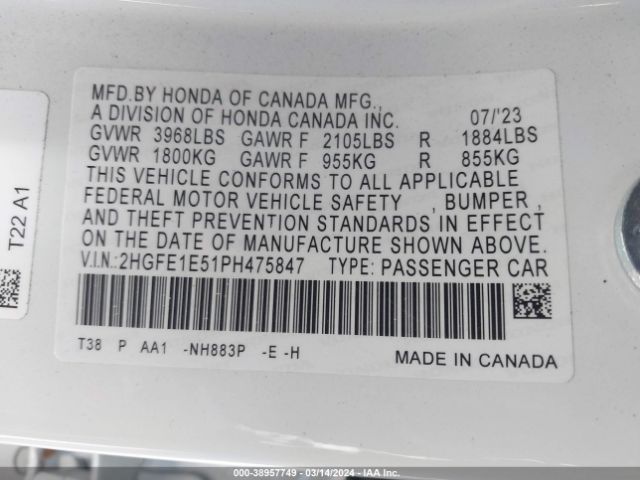 MFD.BY HONDA OF CANADA MFG.,
A DIVISION OF HONDA CANADA INC. 07/'23
GVWR 3968LBS GAWR F 2105LBS R 1884LBS
GVWR 1800KG GAWR F 955KG R 855KG
THIS VEHICLE CONFORMS TO ALL APPLICABLE
FEDERAL MOTOR VEHICLE SAFETY , BUMPER ,
AND THEFT PREVENTION STANDARDS IN EFFECT
ON THE DATE OF MANUFACTURE SHOWN ABOVE.
V.I.N.:2HGFE1E51PH475847 TYPE: PASSENGER CAR
T38 P AA1 -NH883P -E -H MADE IN CANADA
T22 A1
000-38957749 - 03/14/2024 - IAA Inc.